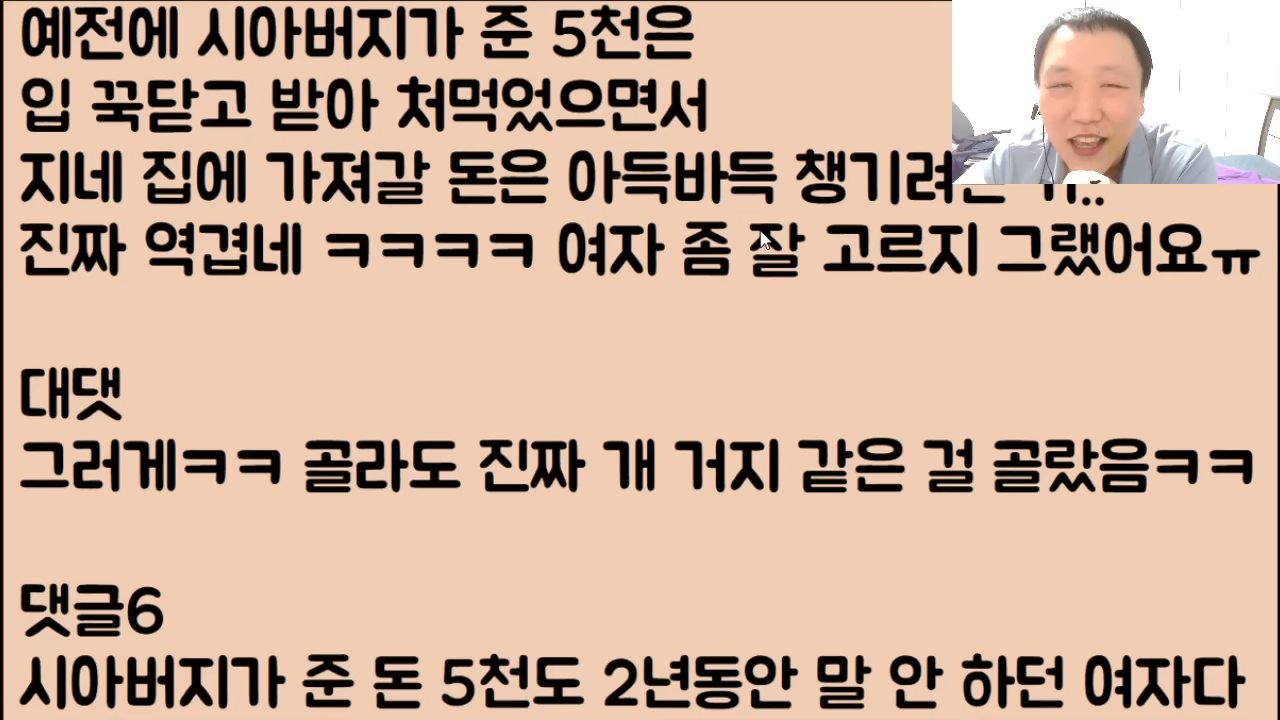 예전에 시아버지가 준 5천은
입 꾹닫고 받아 처먹었으면서
지네 집에 가져갈 돈은 아득바득 챙기려는
진짜 역겹네 ㅋㅋㅋㅋ 여자 좀 잘 고르지 그랬어요ㅠ
대댓
그러게ㅋㅋ 골라도 진짜 개 거지 같은 걸 골랐음ㅋㅋ
댓글6
시아버지가 준 돈 5천도 2년동안 말 안 하던 여자다